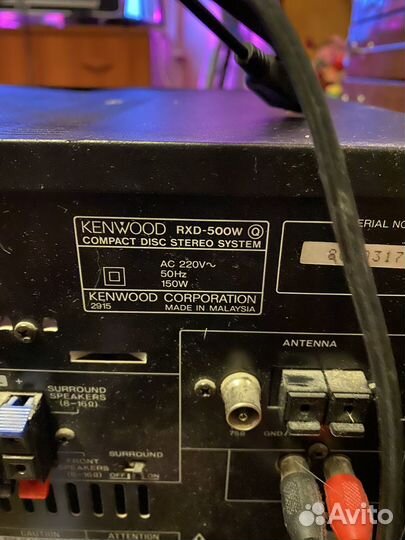 KENWOOD RXD-500W Q
COMPACT DISC STEREO SYSTEM
AC 220V~
50Hz
150W
KENWOOD CORPORATION
2915 MADE IN MALAYSIA
ANTENNA
75Ω GND
+
SURROUND
SPEAKERS
(8-16Ω)
FRONT
SPEAKERS
(8-16Ω)
SURROUND
OFF ON
CAUTION ATTENTION
Avito